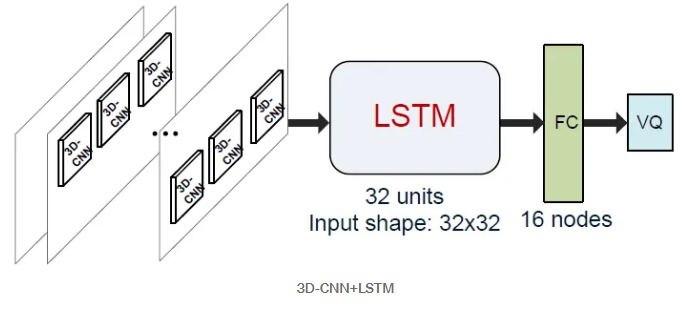 3D-
CNN
3D-
CNN
3D-
CNN
...
3D-
CNN
3D-
CNN
3D-
CNN
LSTM
32 units
Input shape: 32x32
FC
16 nodes
VQ
3D-CNN+LSTM